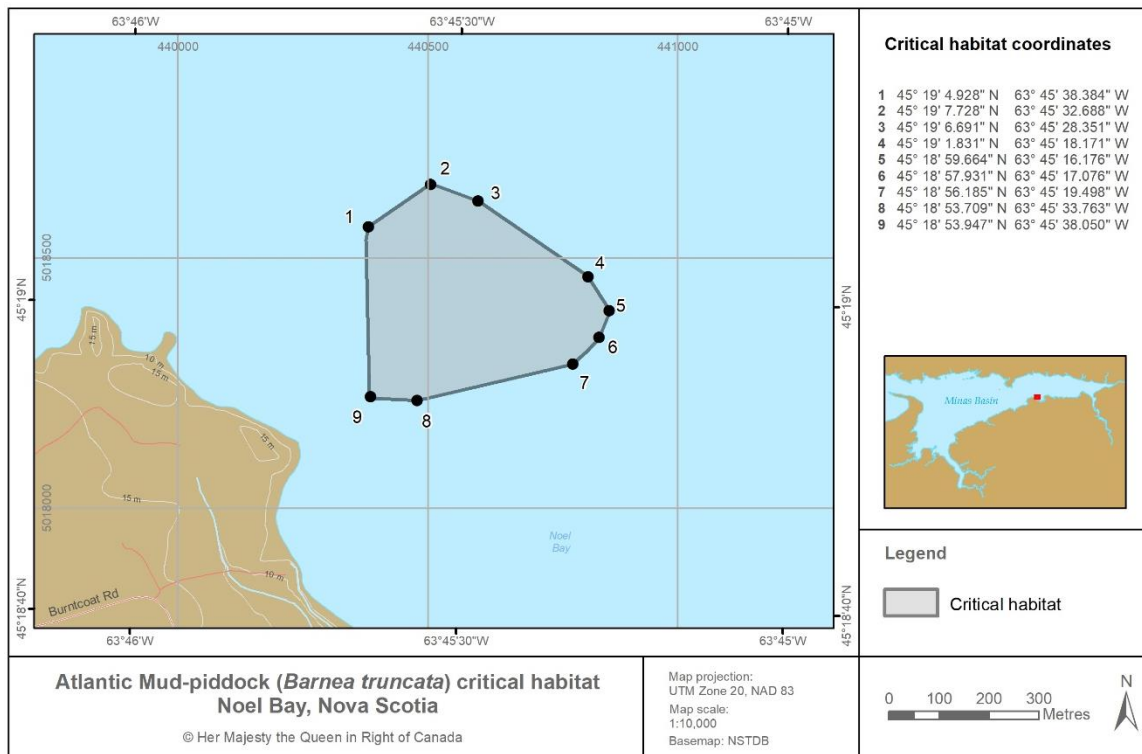 63°46'W
63°45'30"W
63°45'W
440000
440500
441000
Critical habitat coordinates
1 45° 19' 4.928" N 63° 45' 38.384" W
2 45° 19' 7.728" N 63° 45' 32.688" W
3 45° 19' 6.691" N 63° 45' 28.351" W
4 45° 19' 1.831" N 63° 45' 18.171" W
5 45° 18' 59.664" N 63° 45' 16.176" W
6 45° 18' 57.931" N 63° 45' 17.076" W
7 45° 18' 56.185" N 63° 45' 19.498" W
8 45° 18' 53.709" N 63° 45' 33.763" W
9 45° 18' 53.947" N 63° 45' 38.050" W
2
3
1
4
5
6
7
9
8
5018500
45°19'N
45°19'N
15 m
10 m
15 m
15 m
15 m
5018000
Noel
Bay
10 m
Burntcoat Rd
45°18'40"N
45°18'40"N
63°46'W
63°45'30"W
63°45'W
Minas Basin
Legend
Critical habitat
Atlantic Mud-piddock (Barnea truncata) critical habitat
Noel Bay, Nova Scotia
© Her Majesty the Queen in Right of Canada
Map projection:
UTM Zone 20, NAD 83
Map scale:
1:10,000
Basemap: NSTDB
0 100 200 300
Metres
N